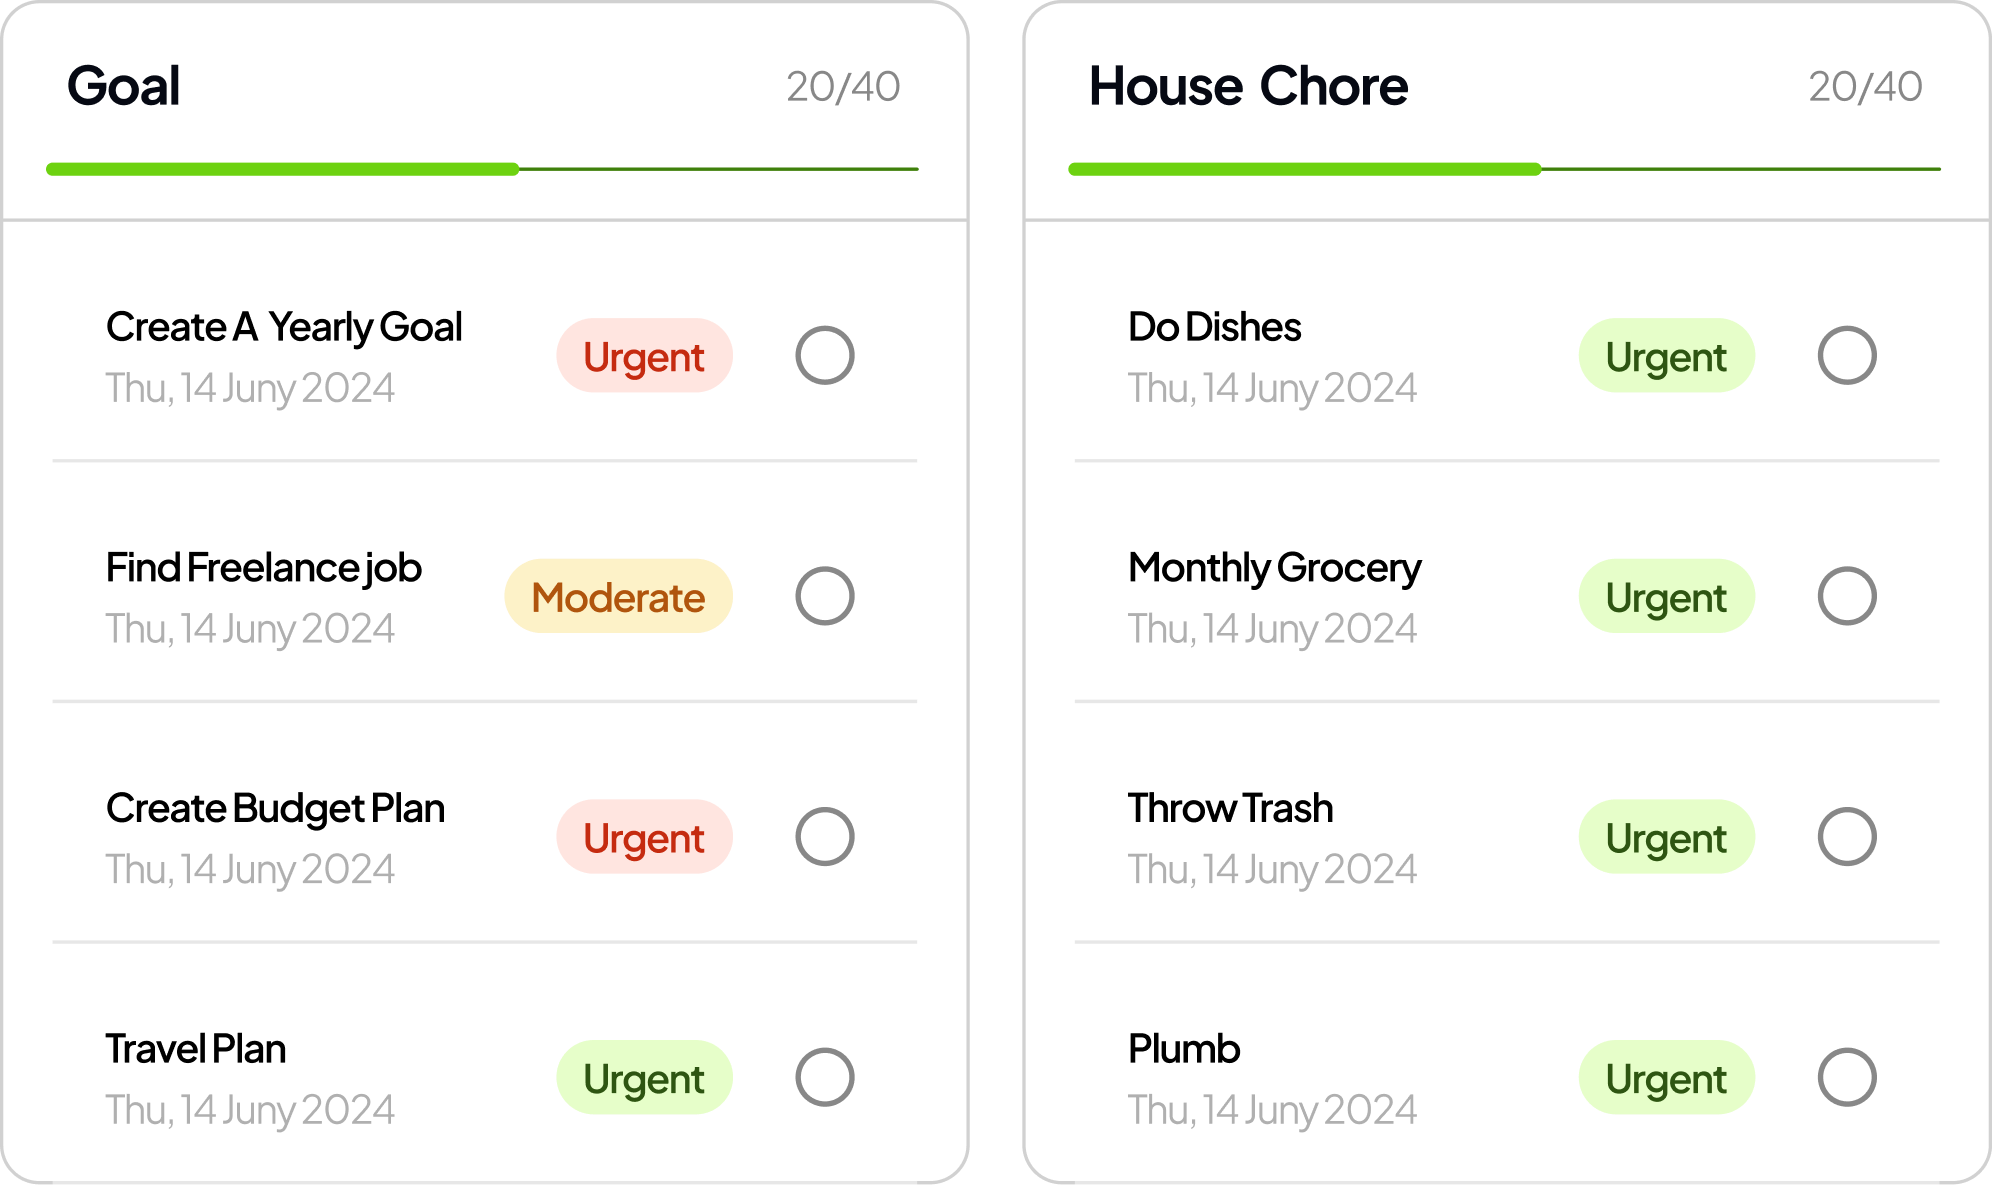 Goal
20/40
Create A Yearly Goal
Thu, 14 Juny 2024
Urgent
Find Freelance job
Thu, 14 Juny 2024
Moderate
Create Budget Plan
Thu, 14 Juny 2024
Urgent
Travel Plan
Thu, 14 Juny 2024
Urgent
House Chore
20/40
Do Dishes
Thu, 14 Juny 2024
Urgent
Monthly Grocery
Thu, 14 Juny 2024
Urgent
Throw Trash
Thu, 14 Juny 2024
Urgent
Plumb
Thu, 14 Juny 2024
Urgent